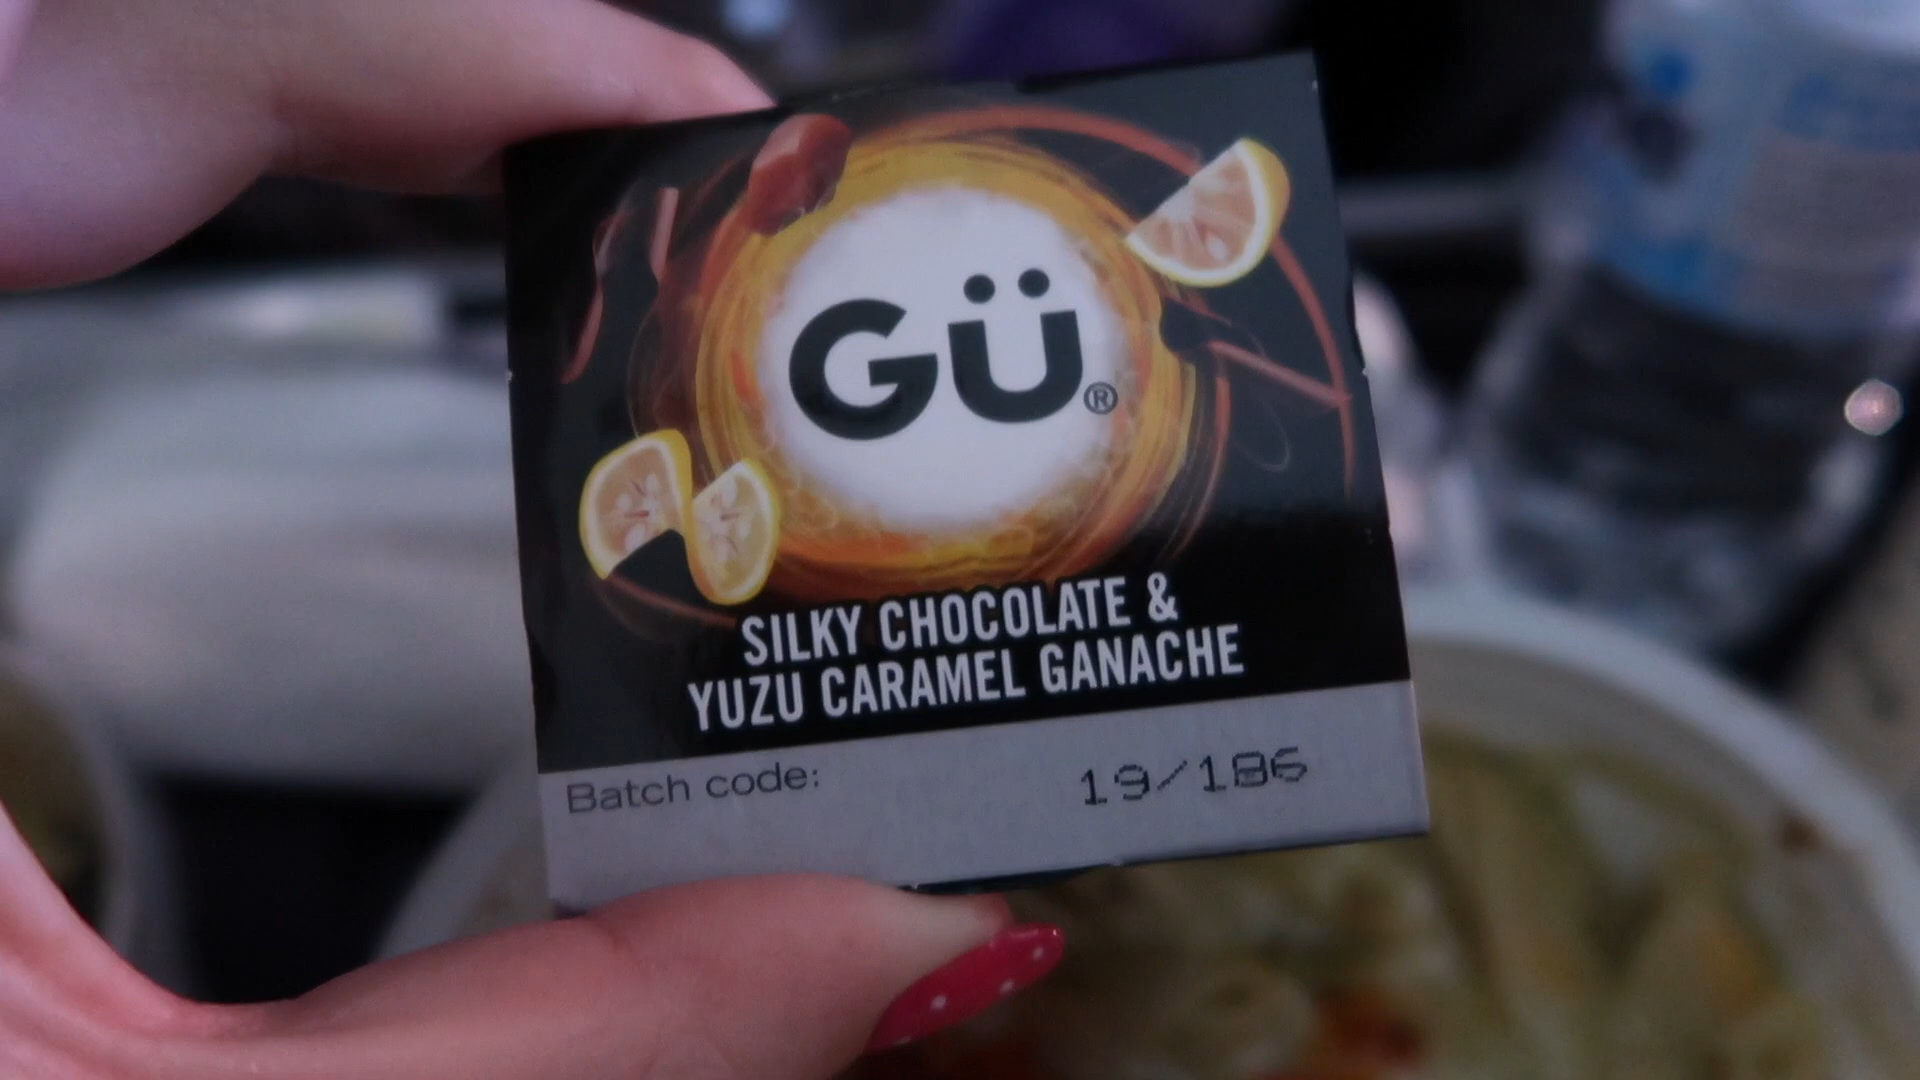 Gü®
SILKY CHOCOLATE &
YUZU CARAMEL GANACHE
Batch code: 19/186